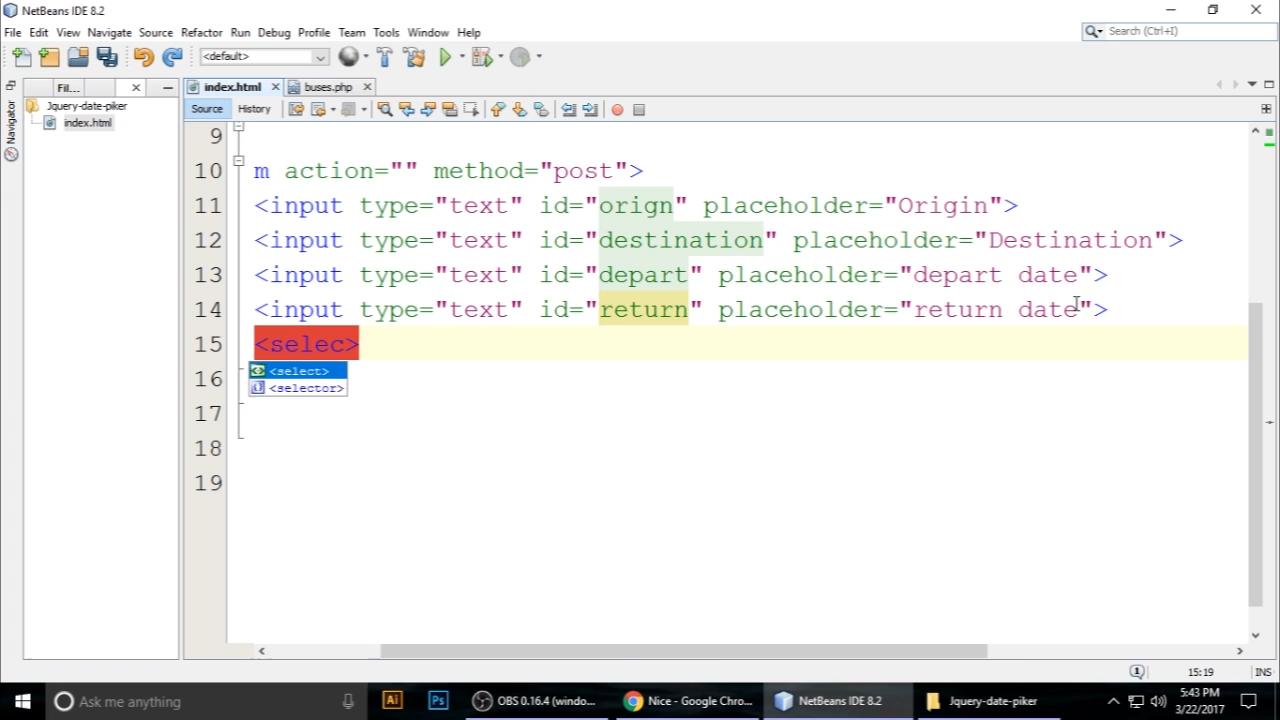 NetBeans IDE 8.2
File Edit View Navigate Source Refactor Run Debug Profile Team Tools Window Help
Search (Ctrl+I)
<default>
Fil...
index.html
buses.php
Navigator
Jquery-date-piker
index.html
Source History
9
10 m action="" method="post">
11 <input type="text" id="orign" placeholder="Origin">
12 <input type="text" id="destination" placeholder="Destination">
13 <input type="text" id="depart" placeholder="depart date">
14 <input type="text" id="return" placeholder="return date">
15 <selec>
<select>
16
<selector>
17
18
19
1
15:19
INS
Ask me anything
Ai
Ps
OBS 0.16.4 (windo...
Nice - Google Chro...
NetBeans IDE 8.2
Jquery-date-piker
5:43 PM
3/22/2017